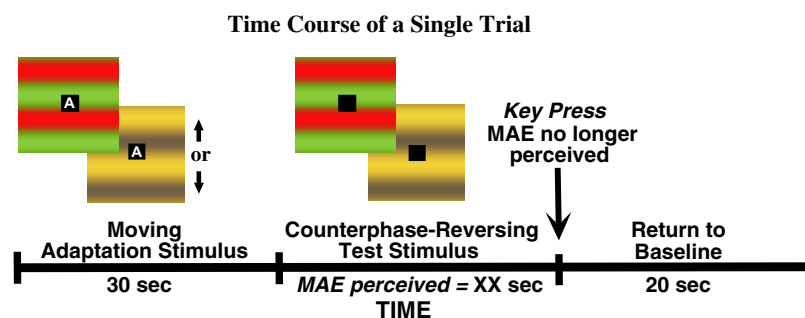 Time Course of a Single Trial
A
A
or
Key Press
MAE no longer
perceived
Moving
Adaptation Stimulus
Counterphase-Reversing
Test Stimulus
Return to
Baseline
30 sec
MAE perceived = XX sec
20 sec
TIME